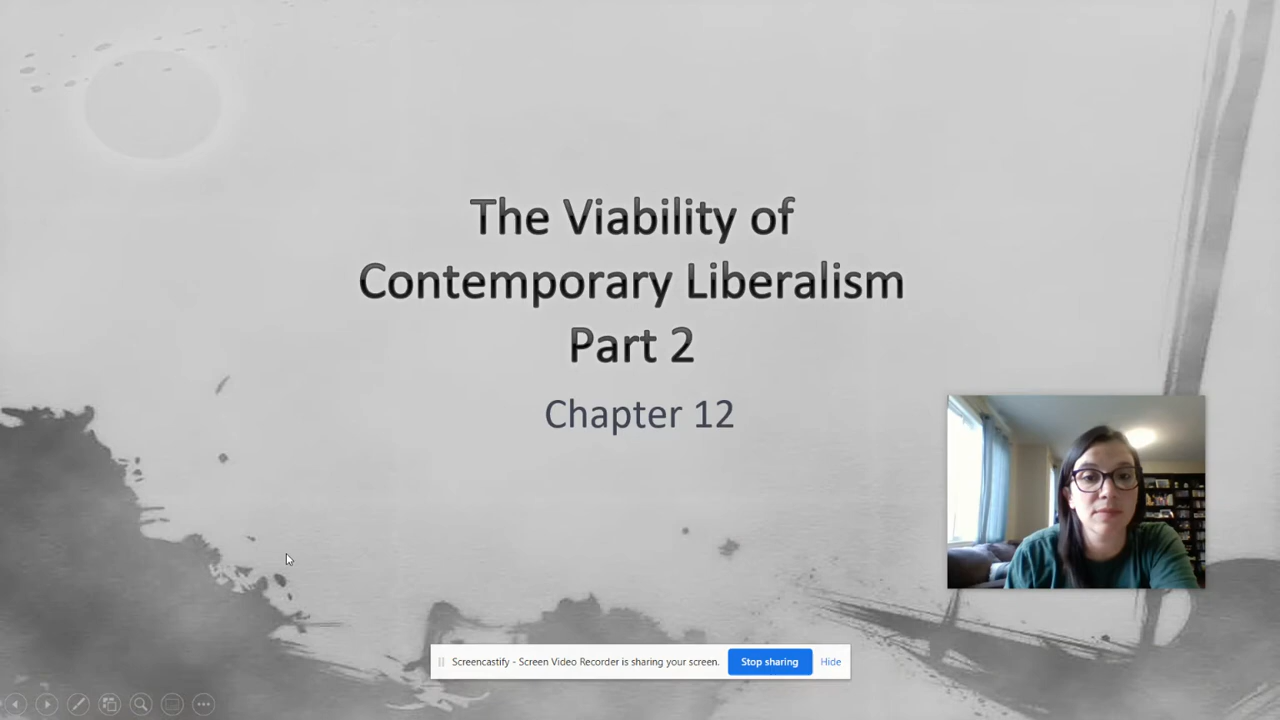 The Viability of
Contemporary Liberalism
Part 2
Chapter 12
Screencastify - Screen Video Recorder is sharing your screen.
Stop sharing
Hide